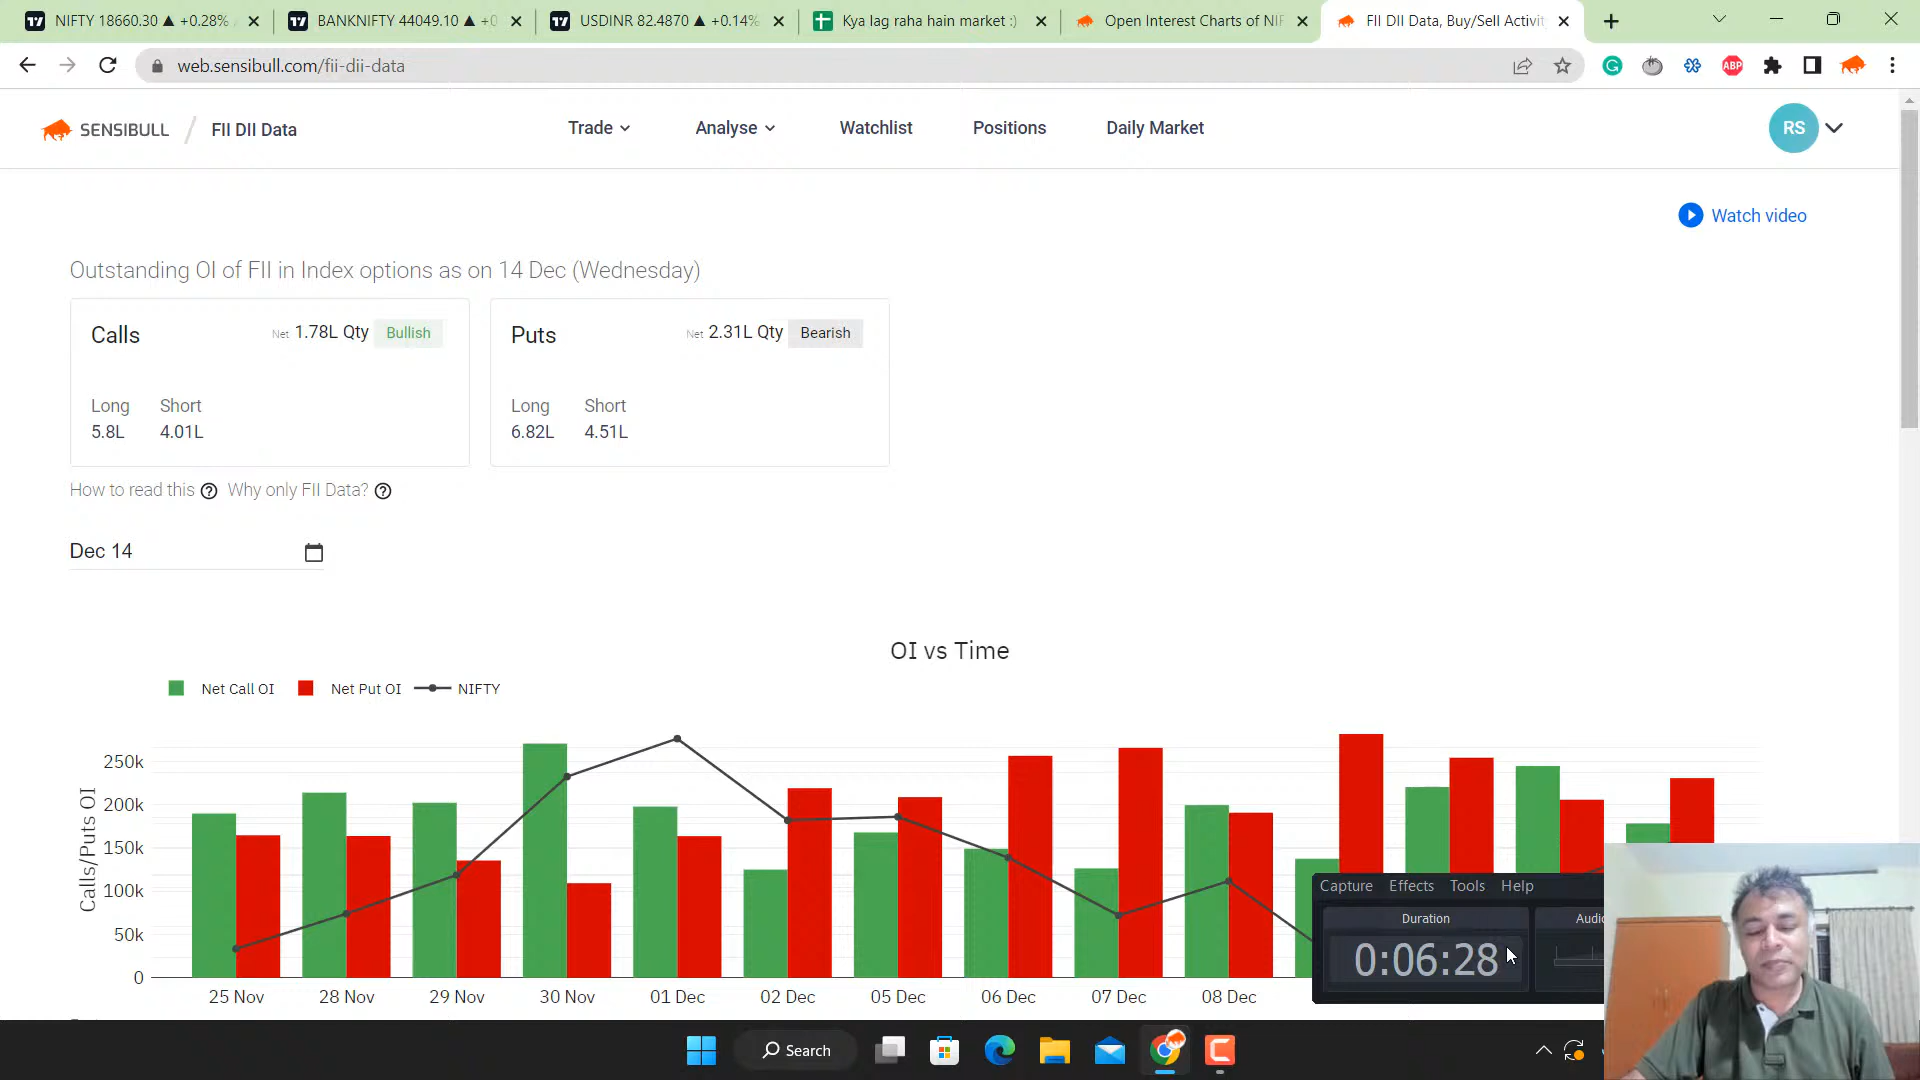 NIFTY 18660.30 ▲ +0.28%
BANKNIFTY 44049.10 ▲ +0
USDINR 82.4870 ▲ +0.14%
Kya lag raha hain market :)
Open Interest Charts of NIF
FII DII Data, Buy/Sell Activit
web.sensibull.com/fii-dii-data
ABP
SENSIBULL / FII DII Data
Trade
Analyse
Watchlist
Positions
Daily Market
RS
Watch video
Outstanding OI of FII in Index options as on 14 Dec (Wednesday)
Calls
Net 1.78L Qty Bullish
Long Short
5.8L 4.01L
Puts
Net 2.31L Qty Bearish
Long Short
6.82L 4.51L
How to read this Why only FII Data?
Dec 14
OI vs Time
Net Call OI Net Put OI NIFTY
Calls/Puts OI
250k
200k
150k
100k
50k
0
25 Nov 28 Nov 29 Nov 30 Nov 01 Dec 02 Dec 05 Dec 06 Dec 07 Dec 08 Dec
Capture Effects Tools Help
Duration
0:06:28
Audio
Search